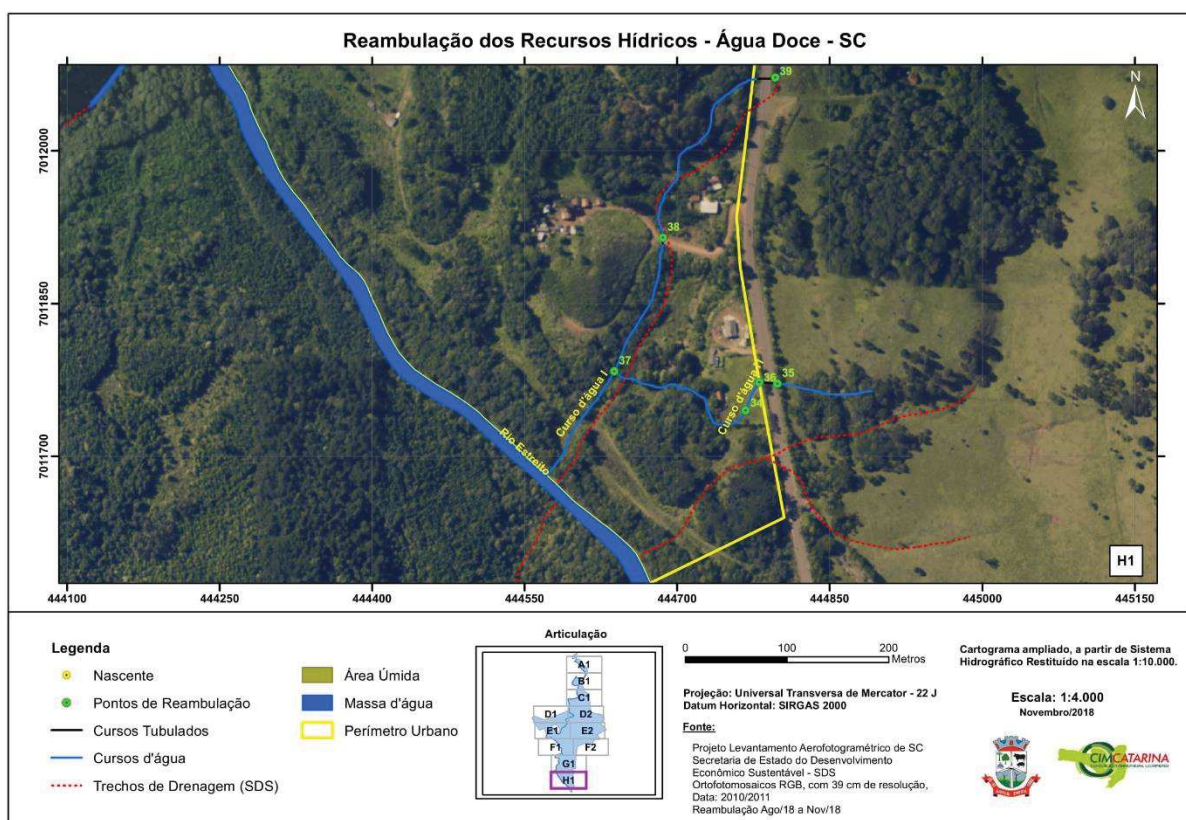 Reambulação dos Recursos Hídricos - Água Doce - SC
N
39
38
37
36
35
34
Curso d'água I
Curso d'água
Rio Estreito
H1
7012000
7011850
7011700
444100
444250
444400
444550
444700
444850
445000
445150
Legenda
Nascente
Pontos de Reambulação
Cursos Tubulados
Cursos d'água
Trechos de Drenagem (SDS)
Área Úmida
Massa d'água
Perímetro Urbano
Articulação
A1
B1
C1
D1
D2
E1
E2
F1
F2
G1
H1
0
100
200
Metros
Projeção: Universal Transversa de Mercator - 22 J
Datum Horizontal: SIRGAS 2000
Fonte:
Projeto Levantamento Aerofotogramétrico de SC
Secretaria de Estado do Desenvolvimento
Econômico Sustentável - SDS
Ortofotomosaicos RGB, com 39 cm de resolução,
Data: 2010/2011
Reambulação Ago/18 a Nov/18
Cartograma ampliado, a partir de Sistema
Hidrográfico Restituído na escala 1:10.000.
Escala: 1:4.000
Novembro/2018
CIMCATARINA